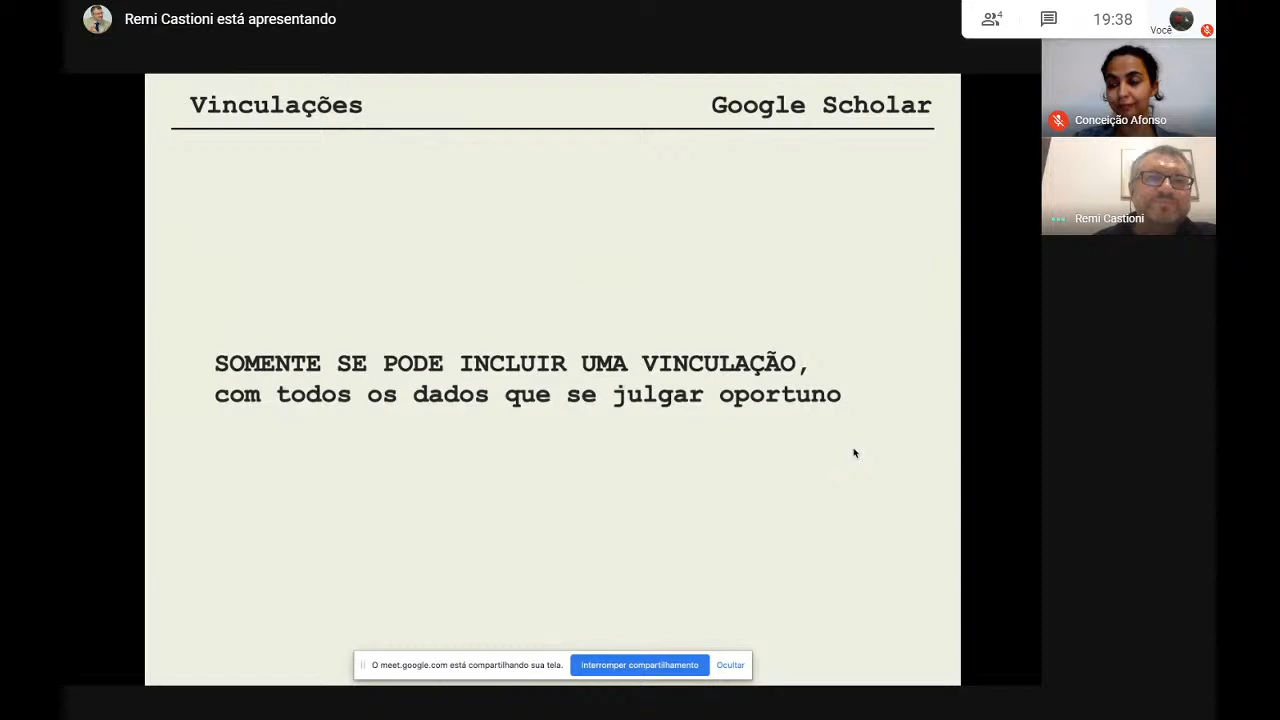 Remi Castioni está apresentando
4
19:38
Você
Conceição Afonso
Remi Castioni
Vinculações
Google Scholar
SOMENTE SE PODE INCLUIR UMA VINCULAÇÃO,
com todos os dados que se julgar oportuno
O meet.google.com está compartilhando sua tela.
Interromper compartilhamento
Ocultar